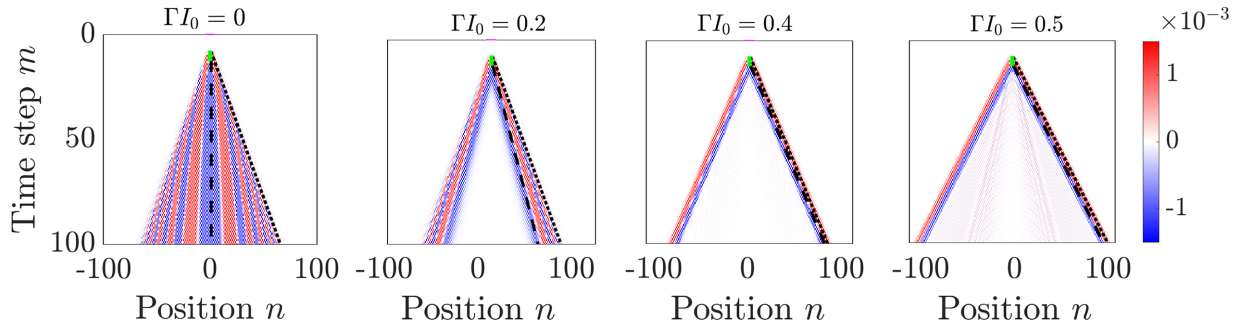 ΓI₀ = 0
ΓI₀ = 0.2
ΓI₀ = 0.4
ΓI₀ = 0.5
×10⁻³
Time step m
0
50
100
1
0
-1
-100 0 100
-100 0 100
-100 0 100
-100 0 100
Position n
Position n
Position n
Position n